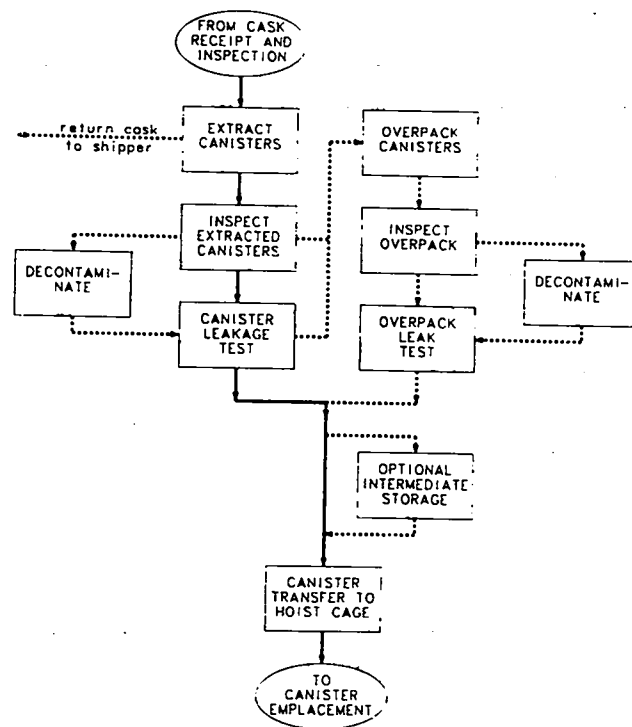 FROM CASK
RECEIPT AND
INSPECTION
return cask
to shipper
EXTRACT
CANISTERS
OVERPACK
CANISTERS
INSPECT
EXTRACTED
CANISTERS
INSPECT
OVERPACK
DECONTAMI-
NATE
DECONTAMI-
NATE
CANISTER
LEAKAGE
TEST
OVERPACK
LEAK
TEST
OPTIONAL
INTERMEDIATE
STORAGE
CANISTER
TRANSFER TO
HOIST CAGE
TO
CANISTER
EMPLACEMENT